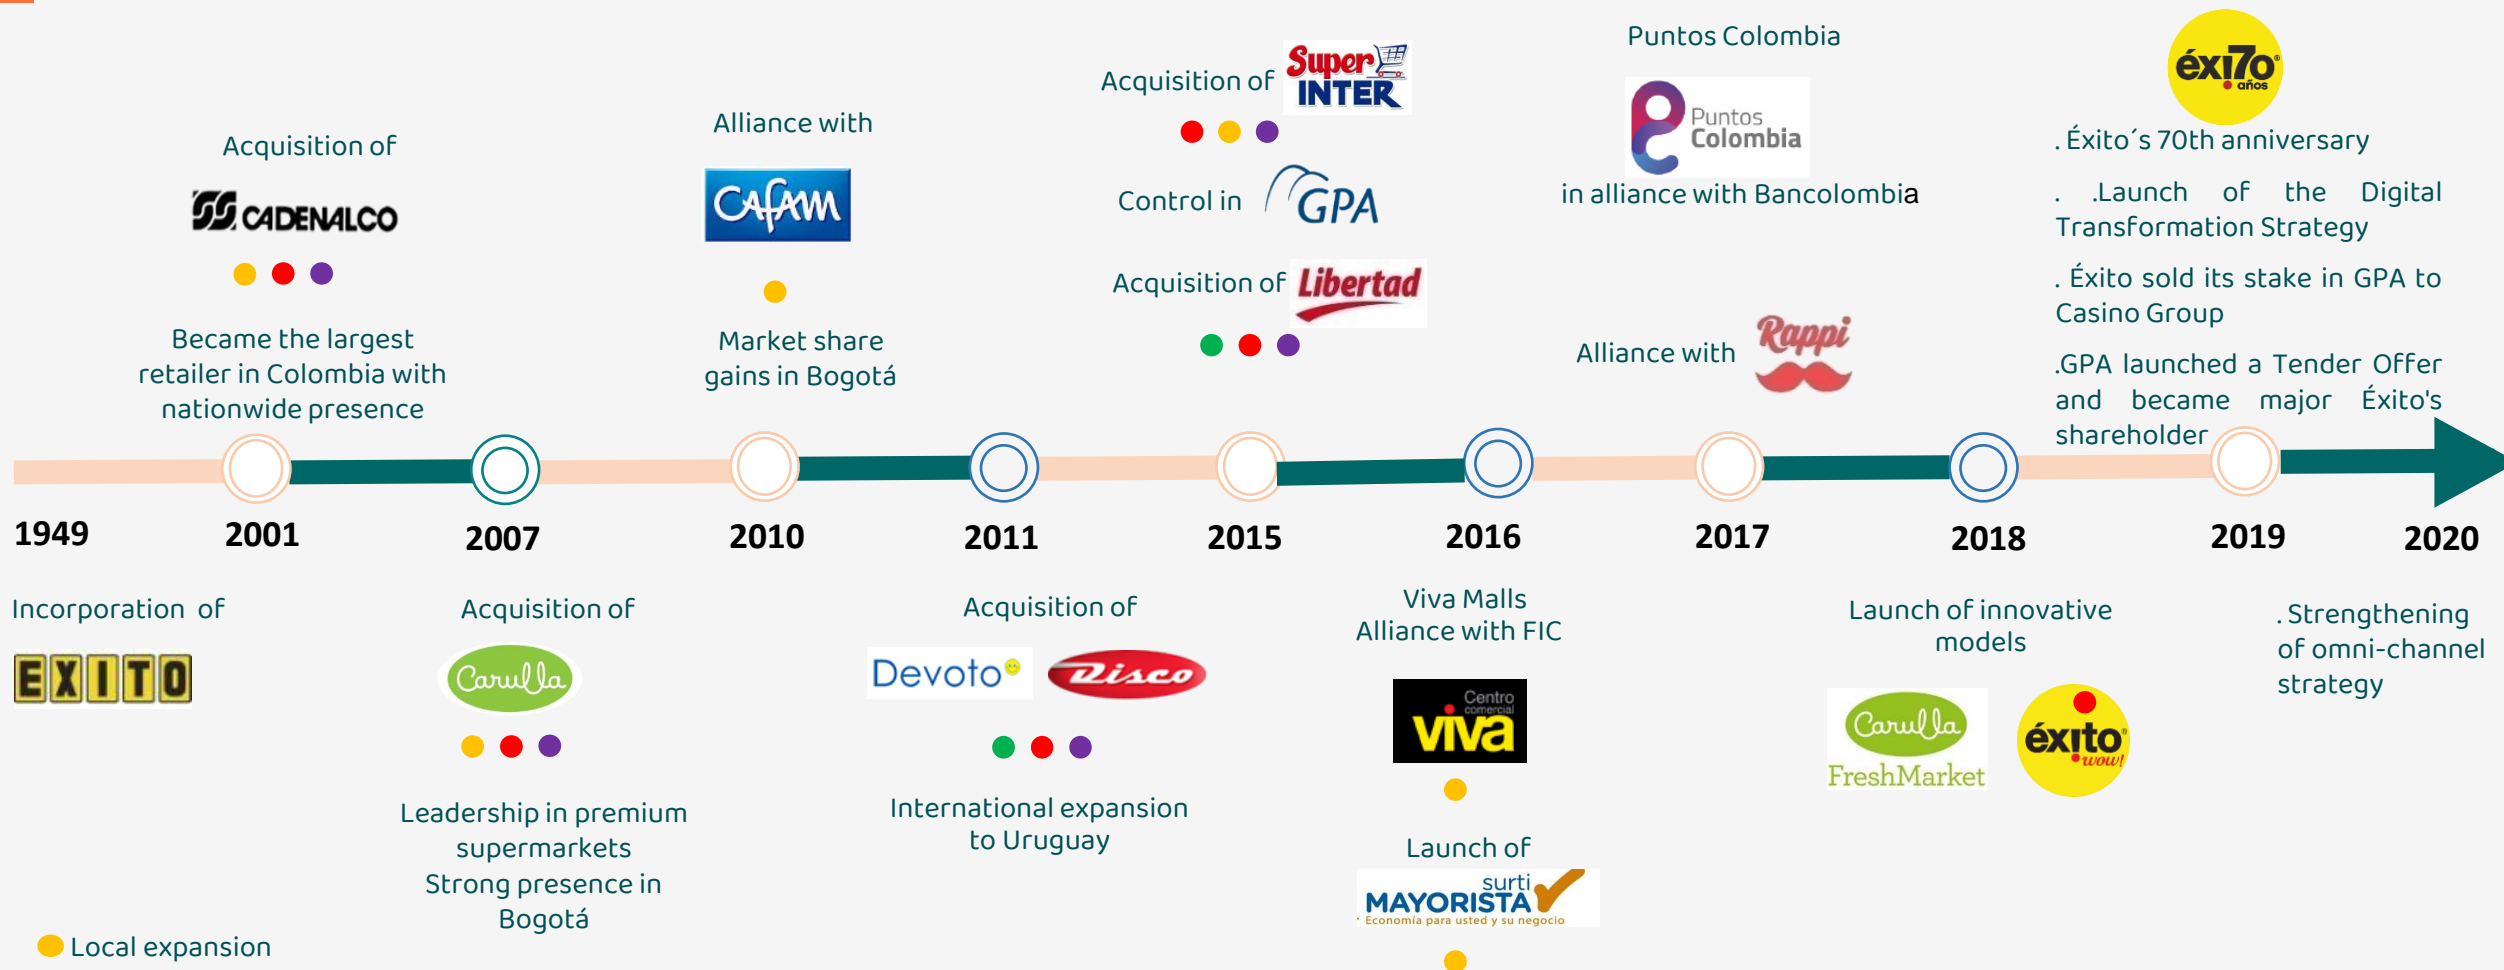 Acquisition of
CADENALCO
Became the largest
retailer in Colombia with
nationwide presence
Alliance with
CAFAM
Market share
gains in Bogotá
Acquisition of
Super
INTER
Control in
GPA
Acquisition of
Libertad
Puntos Colombia
Puntos
Colombia
in alliance with Bancolombia
Alliance with
Rappi
éxi70
años
. Éxito´s 70th anniversary
. .Launch of the Digital
Transformation Strategy
. Éxito sold its stake in GPA to
Casino Group
.GPA launched a Tender Offer
and became major Éxito's
shareholder
1949
2001
2007
2010
2011
2015
2016
2017
2018
2019
2020
Incorporation of
EXITO
Acquisition of
Carulla
Leadership in premium
supermarkets
Strong presence in
Bogotá
Acquisition of
Devoto
Disco
International expansion
to Uruguay
Viva Malls
Alliance with FIC
Centro
comercial
viva
Launch of
surti
MAYORISTA
Economía para usted y su negocio
Launch of innovative
models
Carulla
FreshMarket
éxito
wow!
. Strengthening
of omni-channel
strategy
Local expansion